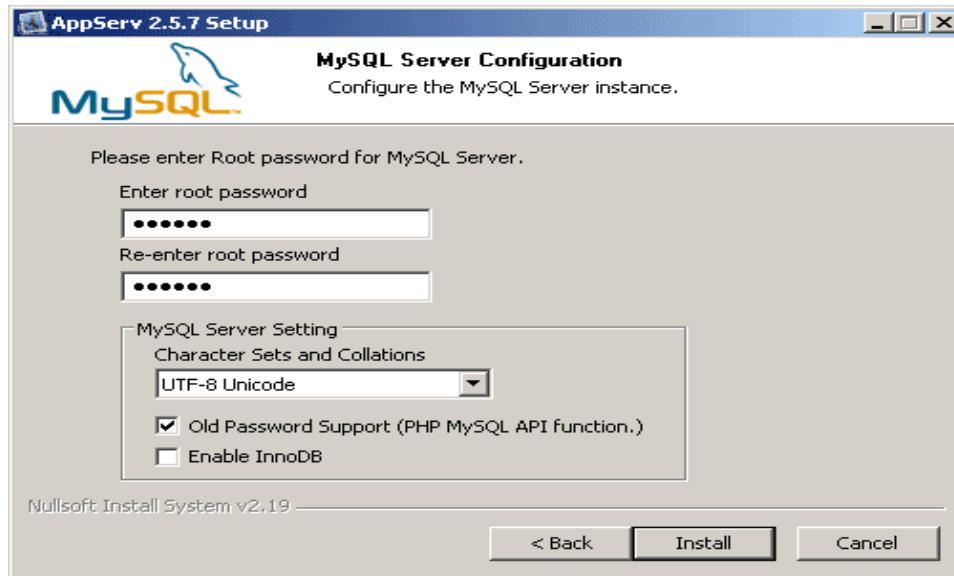 AppServ 2.5.7 Setup
MySQL
MySQL Server Configuration
Configure the MySQL Server instance.
Please enter Root password for MySQL Server.
Enter root password
••••••
Re-enter root password
••••••
MySQL Server Setting
Character Sets and Collations
UTF-8 Unicode
Old Password Support (PHP MySQL API function.)
Enable InnoDB
Nullsoft Install System v2.19
< Back Install Cancel